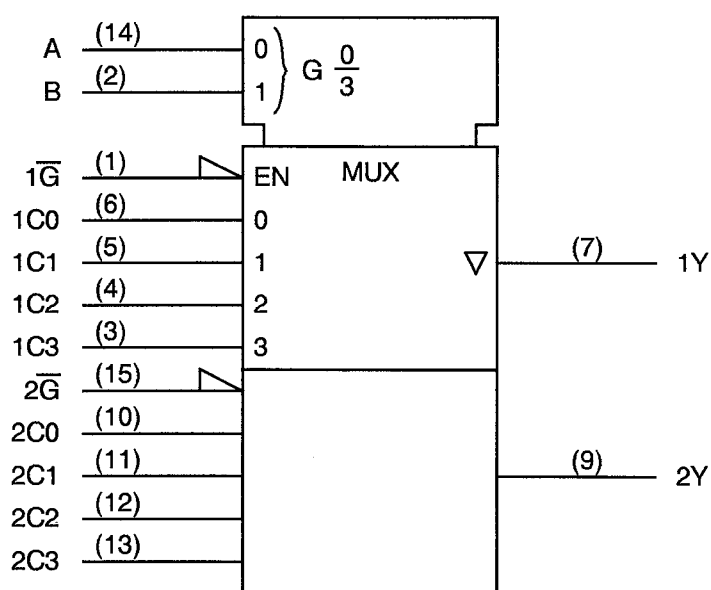 A (14) 0 G 0/3
B (2) 1
1G̅ (1) EN MUX
1C0 (6) 0
1C1 (5) 1 ▽ (7) 1Y
1C2 (4) 2
1C3 (3) 3
2G̅ (15)
2C0 (10)
2C1 (11) (9) 2Y
2C2 (12)
2C3 (13)